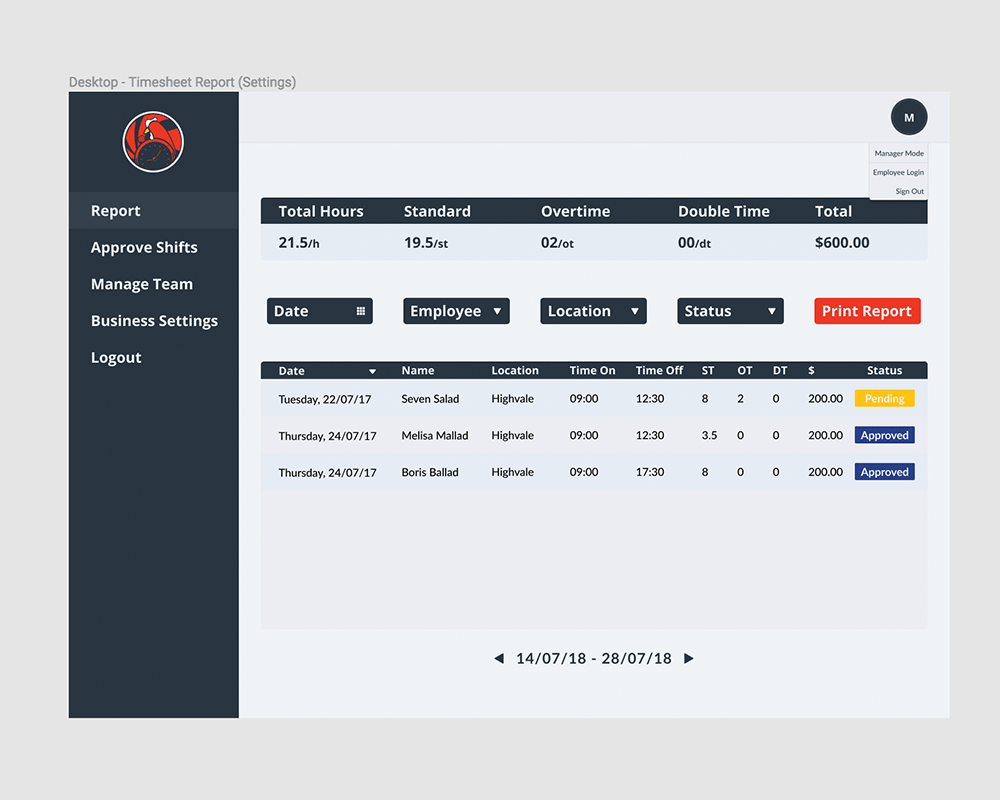 Desktop - Timesheet Report (Settings)
M
Manager Mode
Employee Login
Sign Out
Report
Approve Shifts
Manage Team
Business Settings
Logout
Total Hours Standard Overtime Double Time Total
21.5/h 19.5/st 02/ot 00/dt $600.00
Date Employee Location Status Print Report
Date Name Location Time On Time Off ST OT DT $ Status
Tuesday, 22/07/17 Seven Salad Highvale 09:00 12:30 8 2 0 200.00 Pending
Thursday, 24/07/17 Melisa Mallad Highvale 09:00 12:30 3.5 0 0 200.00 Approved
Thursday, 24/07/17 Boris Ballad Highvale 09:00 17:30 8 0 0 200.00 Approved
14/07/18 - 28/07/18